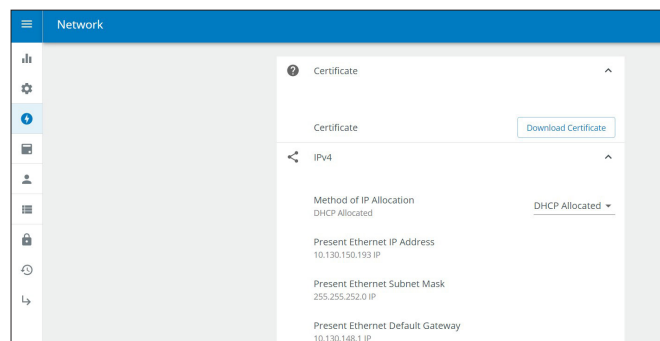 Network
Certificate
Certificate
Download Certificate
IPv4
Method of IP Allocation
DHCP Allocated
DHCP Allocated
Present Ethernet IP Address
10.130.150.193 IP
Present Ethernet Subnet Mask
255.255.252.0 IP
Present Ethernet Default Gateway
10.130.148.1 IP